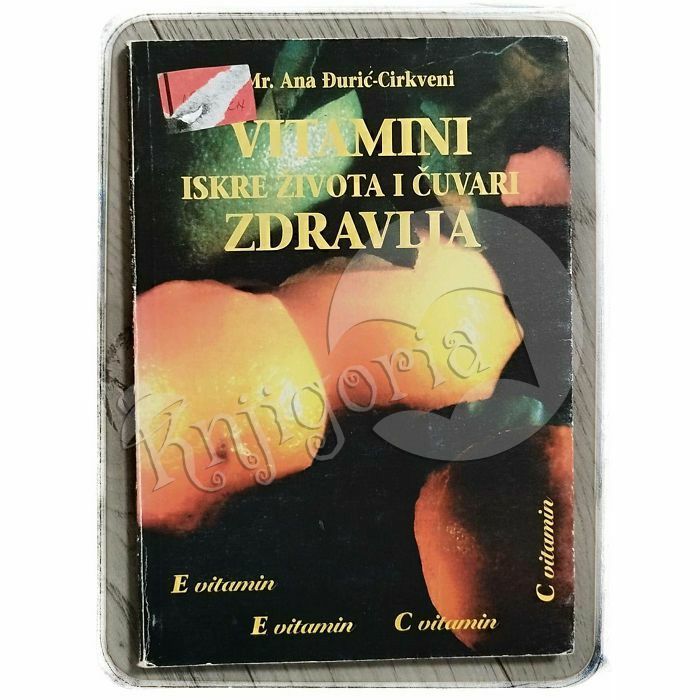 Mr. Ana Đurić-Cirkveni
VITAMINI
ISKRE ŽIVOTA I ČUVARI
ZDRAVLJA
Knjigoria
E vitamin
E vitamin
C vitamin
C vitamin